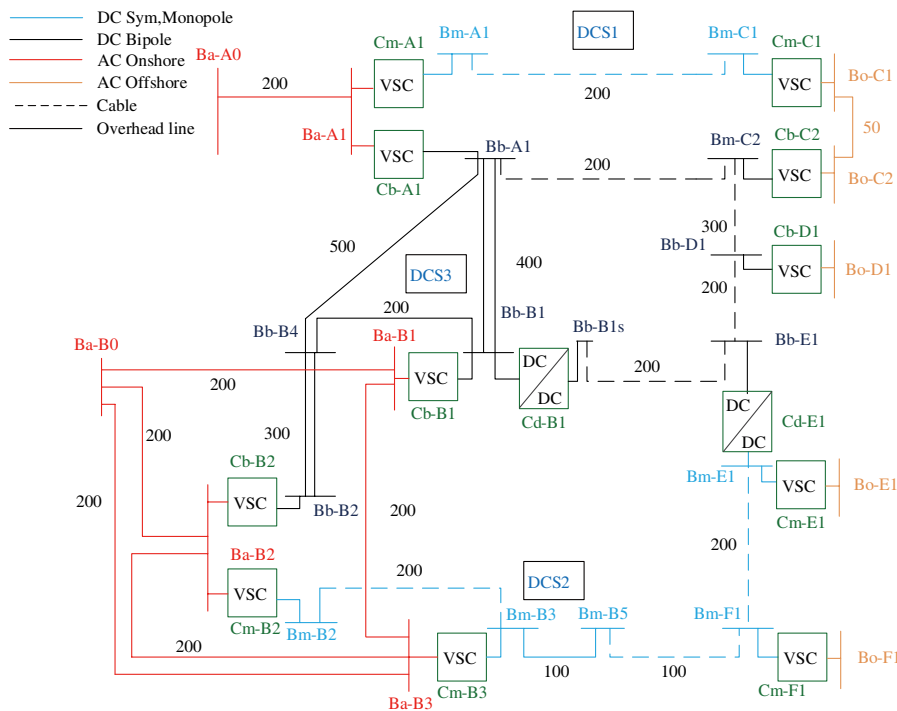 DC Sym,Monopole
DC Bipole
AC Onshore
AC Offshore
Cable
Overhead line
Ba-A0
200
Cm-A1
VSC
Bm-A1
DCS1
200
Bm-C1
Cm-C1
VSC
Bo-C1
50
Ba-A1
VSC
Cb-A1
Bb-A1
200
Bm-C2
Cb-C2
VSC
Bo-C2
300
Bb-D1
Cb-D1
VSC
Bo-D1
200
500
DCS3
400
200
Bb-B4
Ba-B1
Bb-B1
Bb-B1s
Bb-E1
Ba-B0
200
VSC
Cb-B1
DC
DC
Cd-B1
200
DC
DC
Cd-E1
200
300
Cb-B2
VSC
Bb-B2
200
200
Bm-E1
VSC
Cm-E1
Bo-E1
200
Ba-B2
VSC
Cm-B2
Bm-B2
200
DCS2
Bm-B3
Bm-B5
Bm-F1
200
VSC
Cm-B3
100
100
VSC
Cm-F1
Bo-F1
Ba-B3